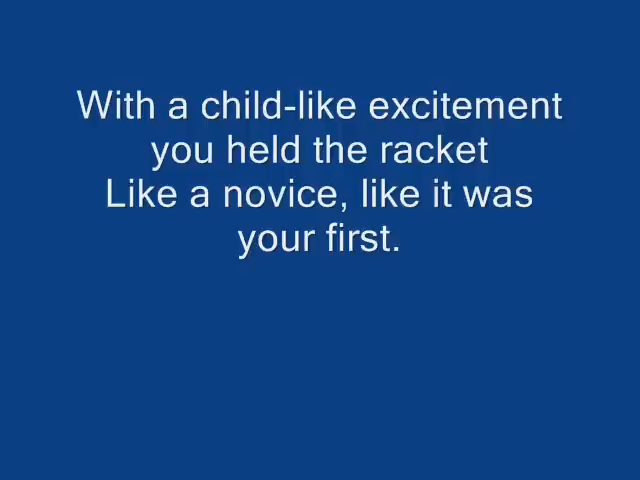 With a child-like excitement
you held the racket
Like a novice, like it was
your first.